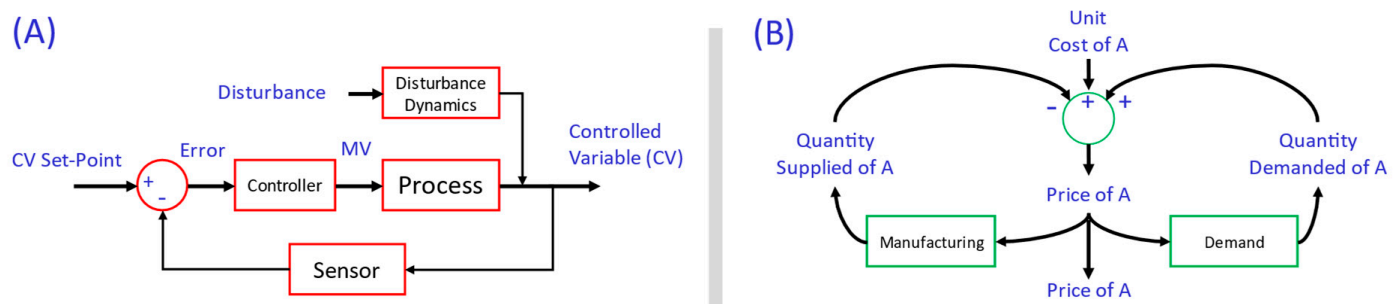 (A)
Disturbance
Disturbance
Dynamics
Controlled
Variable (CV)
CV Set-Point
Error
MV
+
-
Controller
Process
Sensor
(B)
Unit
Cost of A
-
+
+
Quantity
Supplied of A
Quantity
Demanded of A
Price of A
Manufacturing
Demand
Price of A